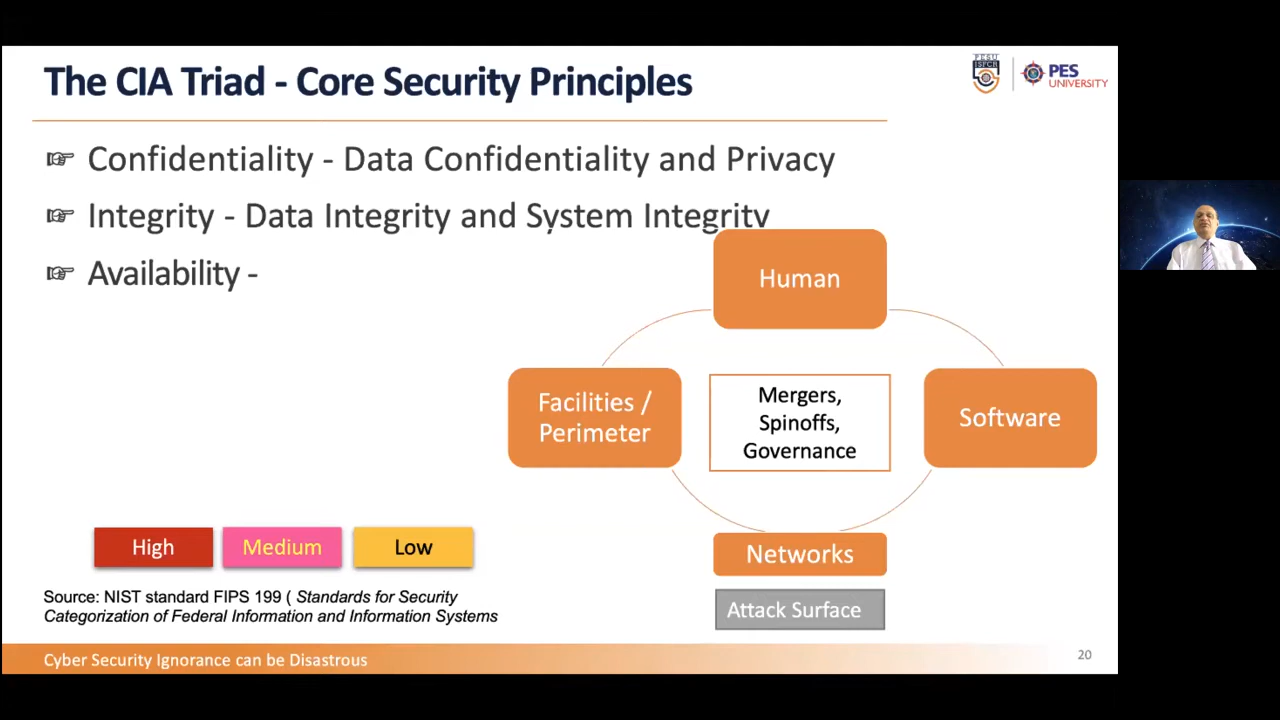 The CIA Triad - Core Security Principles
PESU
ISFCR
PES
UNIVERSITY
Confidentiality - Data Confidentiality and Privacy
Integrity - Data Integrity and System Integrity
Availability -
Human
Facilities /
Perimeter
Mergers,
Spinoffs,
Governance
Software
Networks
Attack Surface
High
Medium
Low
Source: NIST standard FIPS 199 ( Standards for Security
Categorization of Federal Information and Information Systems
Cyber Security Ignorance can be Disastrous
20